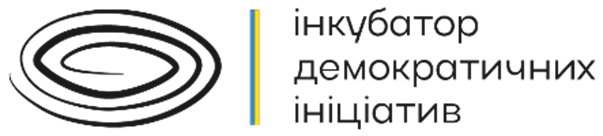 інкубатор
демократичних
ініціатив